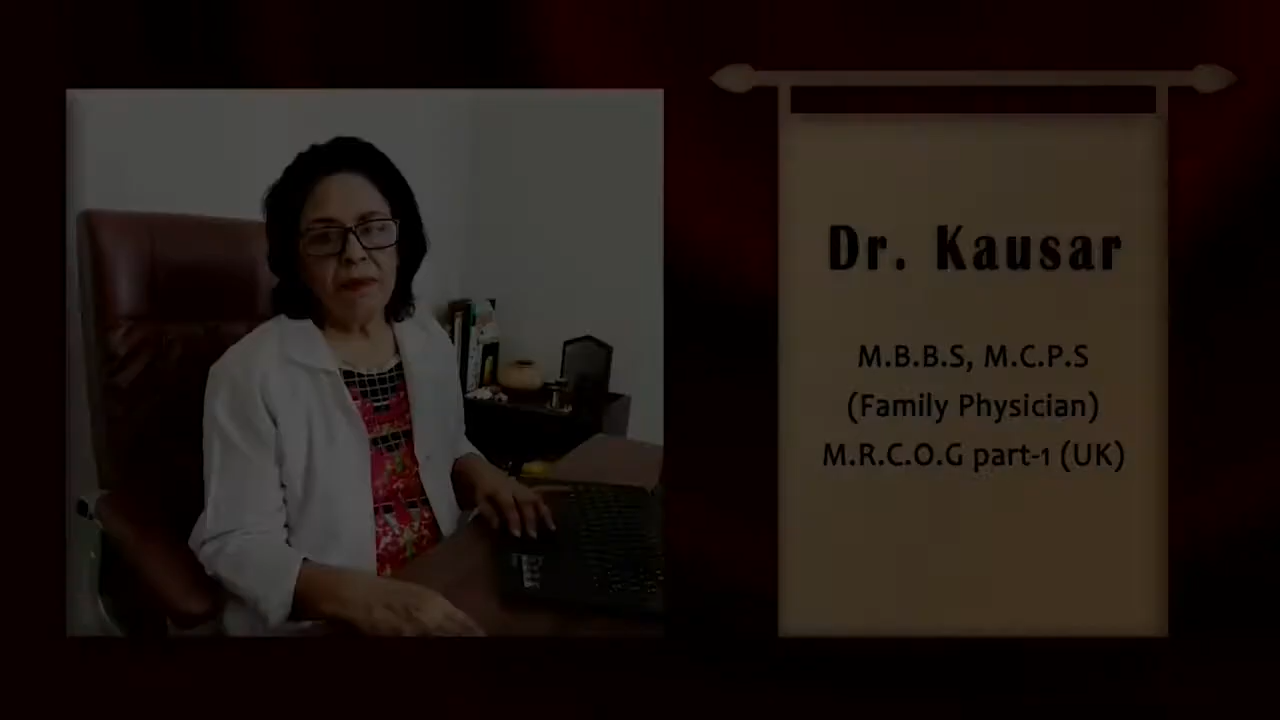 Dr. Kausar
M.B.B.S, M.C.P.S
(Family Physician)
M.R.C.O.G part-1 (UK)